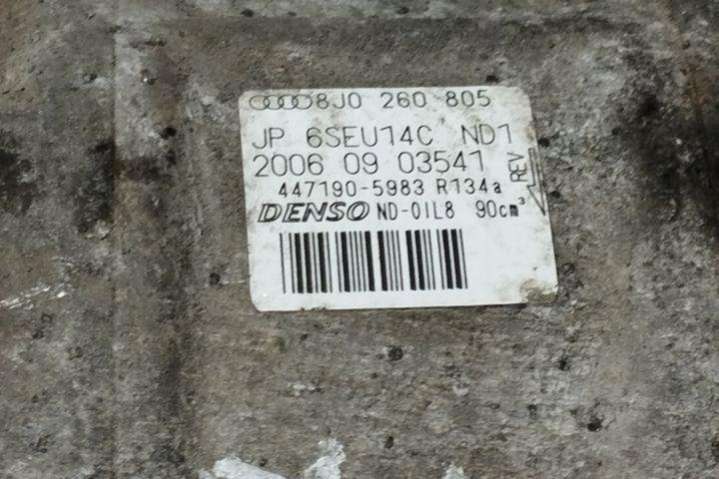 8J0 260 805
JP 6SEU14C ND1
2006 09 03541
447190-5983 R134a
DENSO ND-OIL8 90cm³
REV